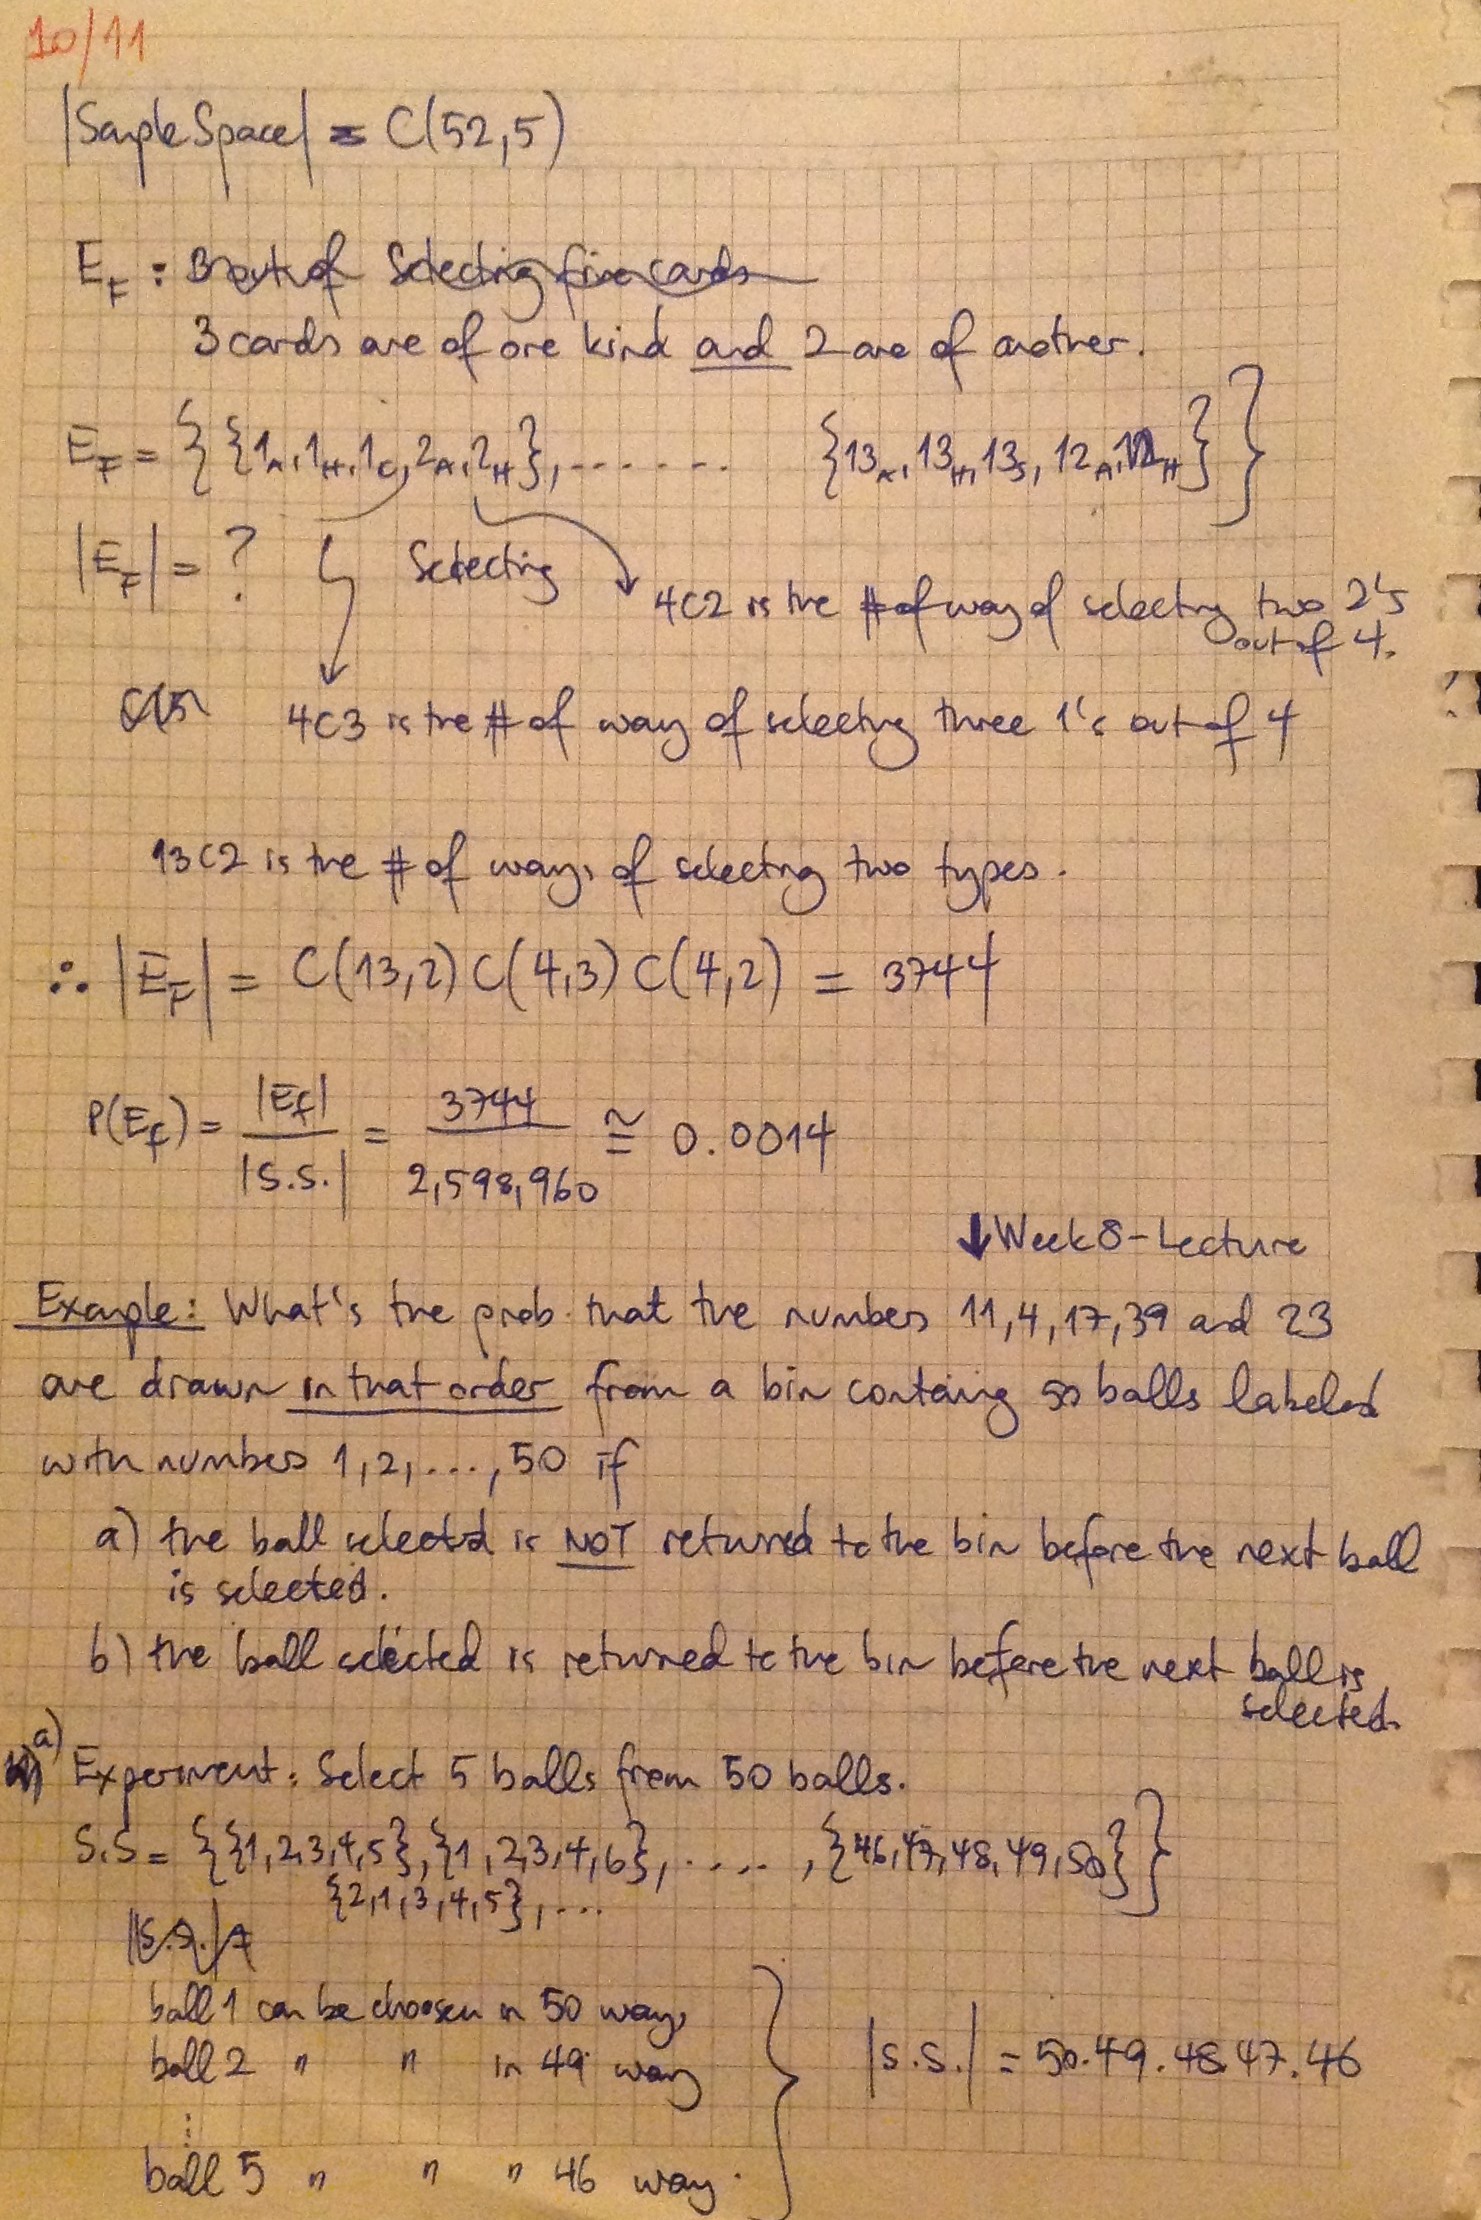 10/11
|Sample Space| = C(52,5)
E_F : Event of Selecting five cards
3 cards are of one kind and 2 are of another.
E_F = { {1_A, 1_H, 1_C, 2_A, 2_H}, ....... {13_A, 13_H, 13_S, 12_A, 12_H} }
|E_F| = ? Selecting
4C2 is the # of way of selecting two 2's
out of 4.
4C3 is the # of way of selecting three 1's out of 4
13C2 is the # of ways of selecting two types.
∴ |E_F| = C(13,2) C(4,3) C(4,2) = 3744
P(E_f) = |E_f| / |S.S.| = 3744 / 2,598,960 ≅ 0.0014
↓ Week 8 - Lecture
Example: What's the prob. that the numbers 11,4,17,39 and 23
are drawn in that order from a bin containg 50 balls labeled
with numbers 1,2,...,50 if
a) the ball selected is NOT returned to the bin before the next ball
is selected.
b) the ball selected is returned to the bin before the next ball is
selected.
a) Experiment: Select 5 balls from 50 balls.
S.S = { {1,2,3,4,5}, {1,2,3,4,6}, ..... , {46,47,48,49,50} }
{2,1,3,4,5}, ...
|S.S.| =
ball 1 can be choosen in 50 ways
ball 2 " " in 49 way
⋮
ball 5 " " " 46 way.
|S.S.| = 50.49.48.47.46